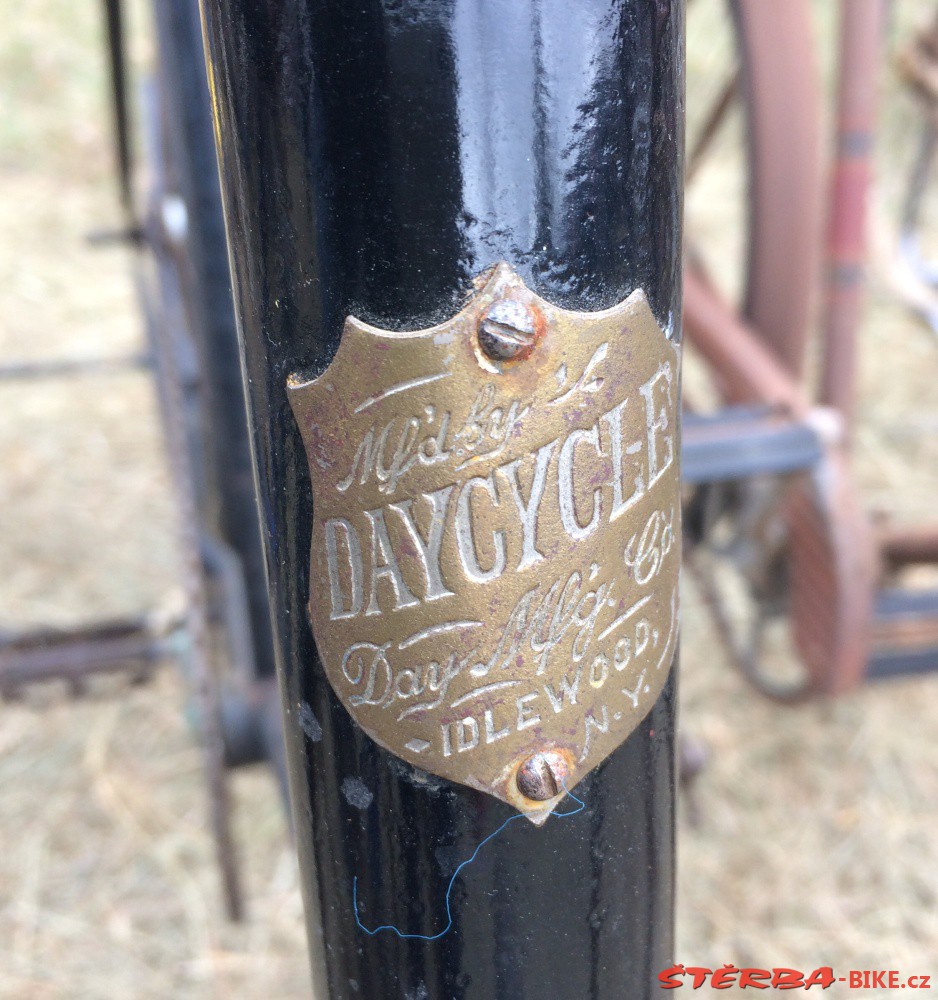 Mf'd by
DAYCYCLE
Day Mf'g. Co.
IDLEWOOD,
N.Y.
ŠTĚRBA-BIKE.cz